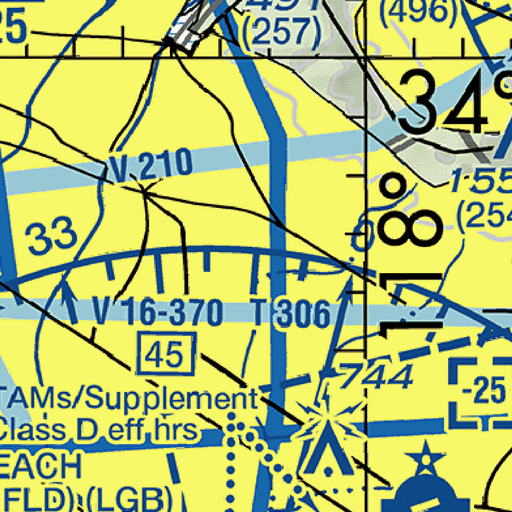 25
(257)
(496)
34°
V 210
155
(254
118°
33
V 16-370
T 306
45
744
-25
TAMs/Supplement
Class D eff hrs
EACH
FLD) (LGB)